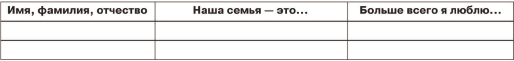 Имя, фамилия, отчество Наша семья — это... Больше всего я люблю...